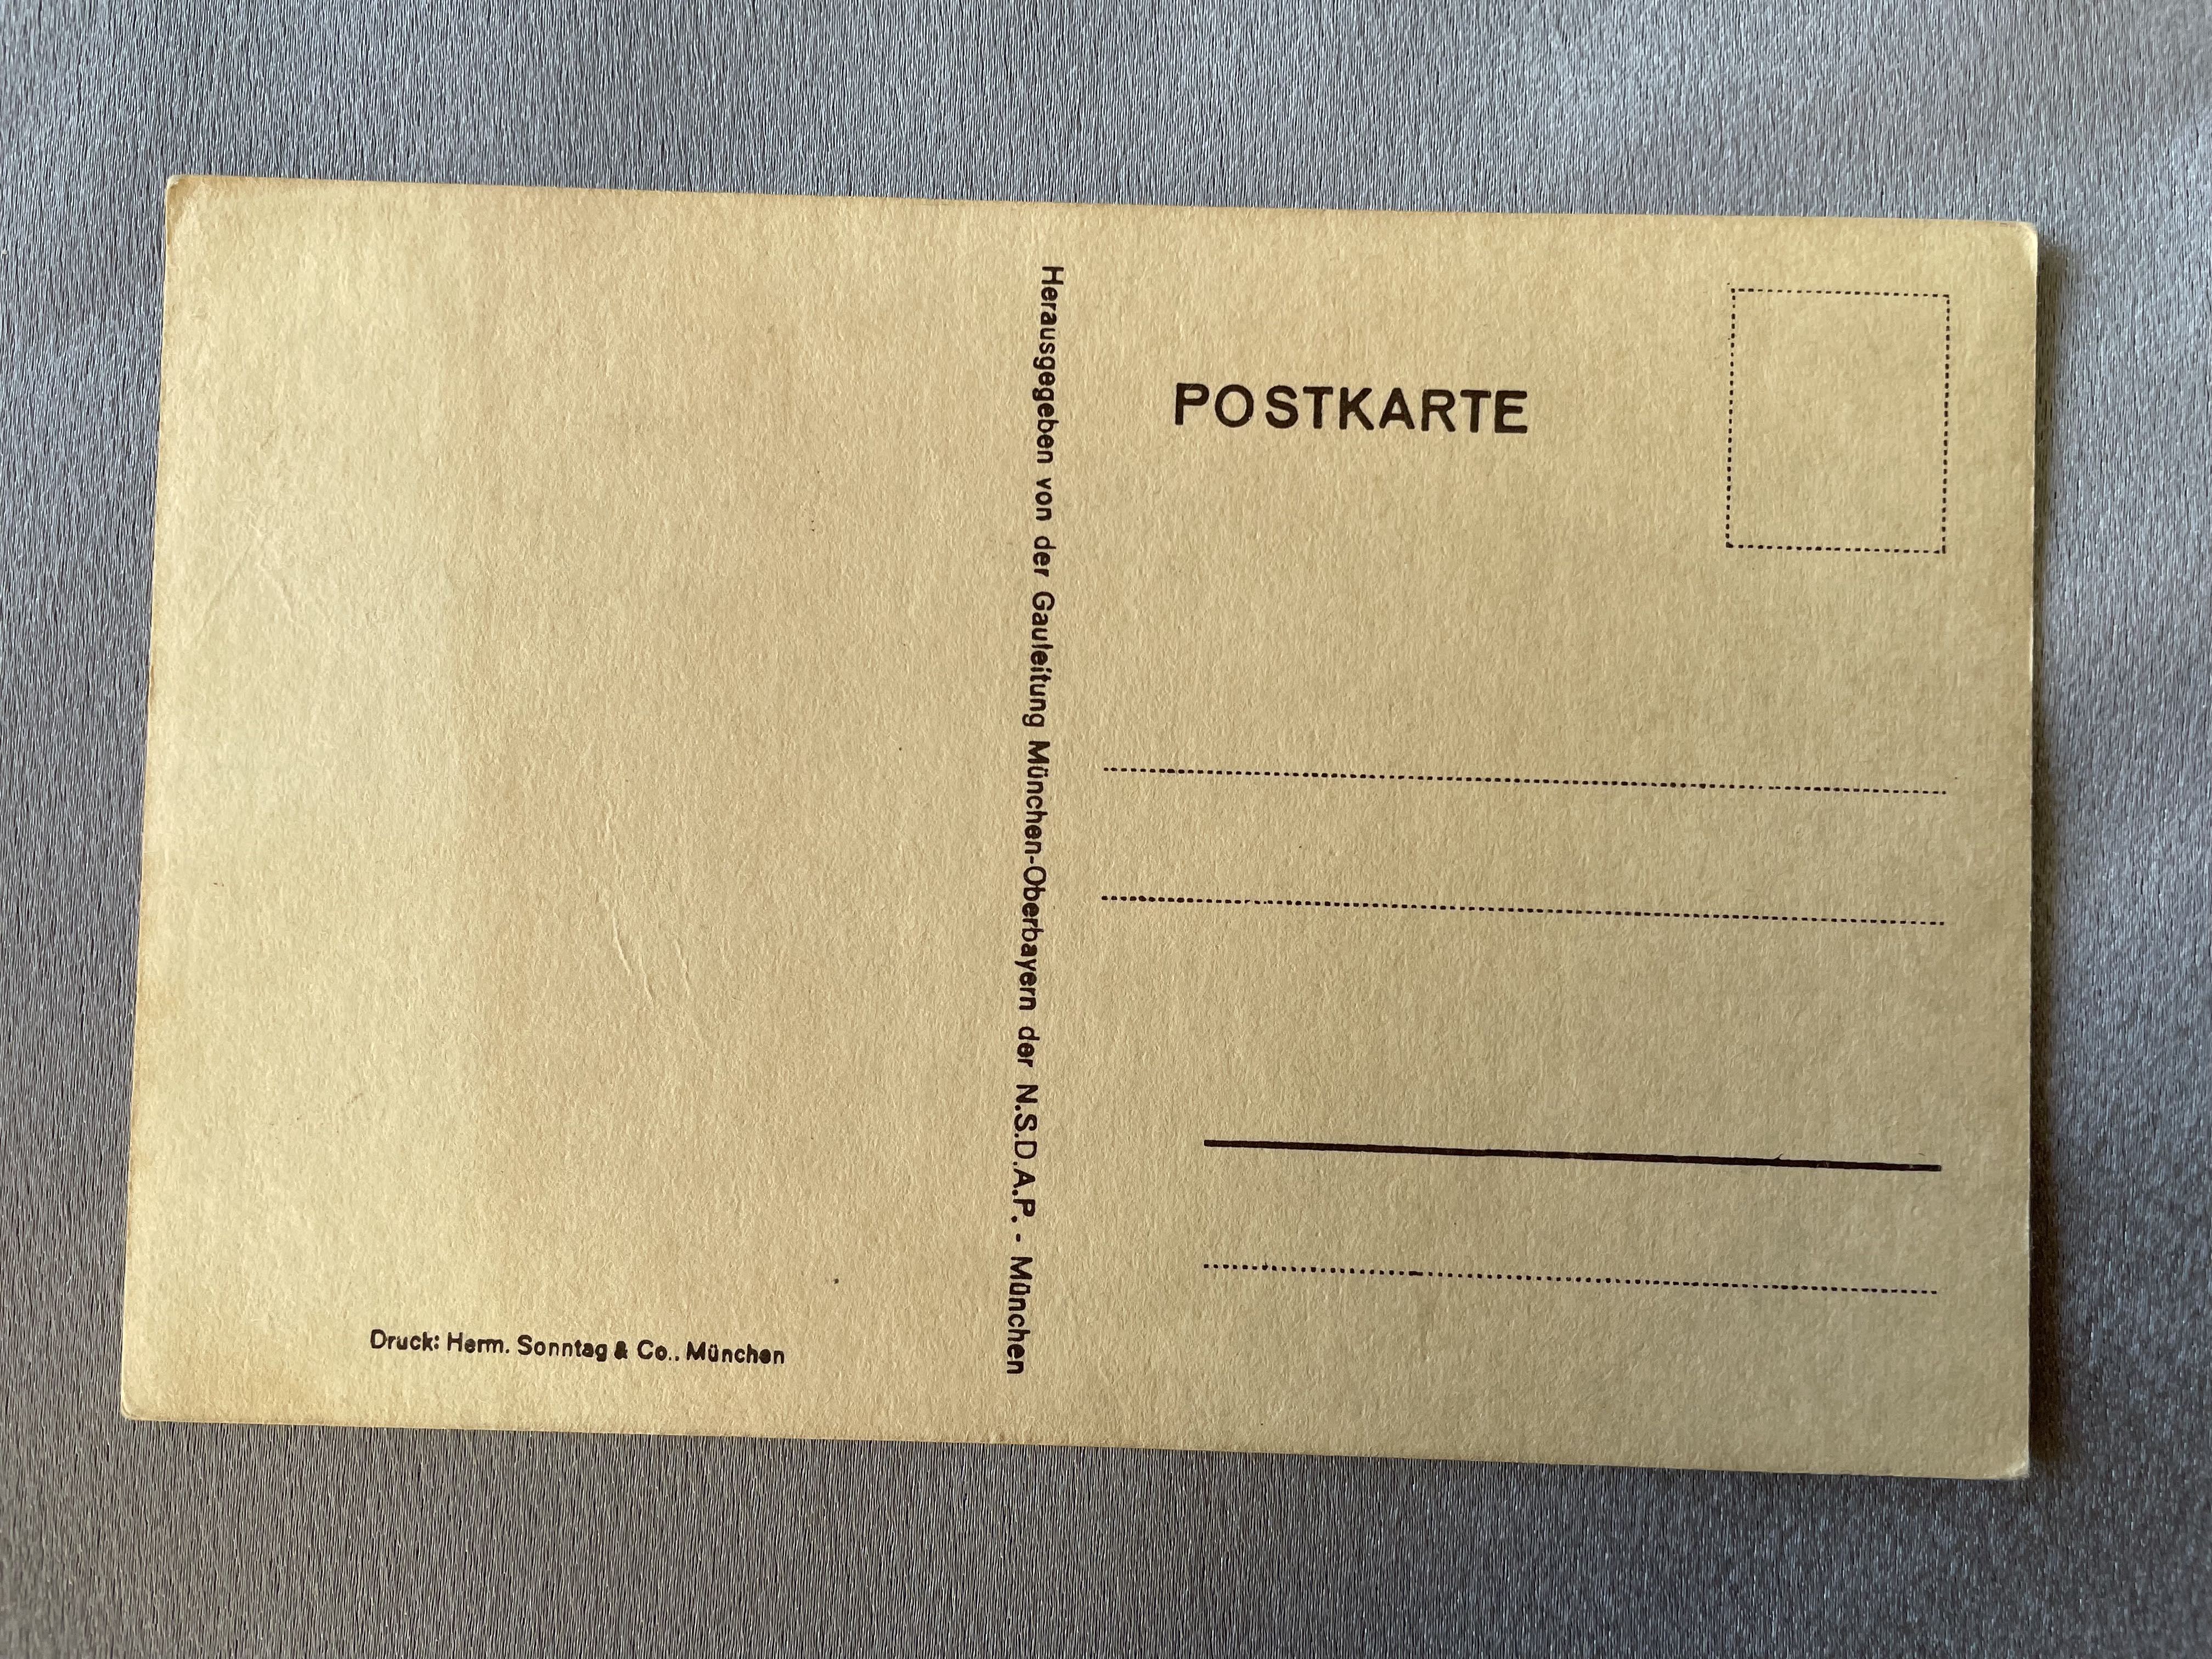 POSTKARTE
Herausgegeben von der Gauleitung München-Oberbayern der N.S.D.A.P. - München
Druck: Herm. Sonntag & Co., München